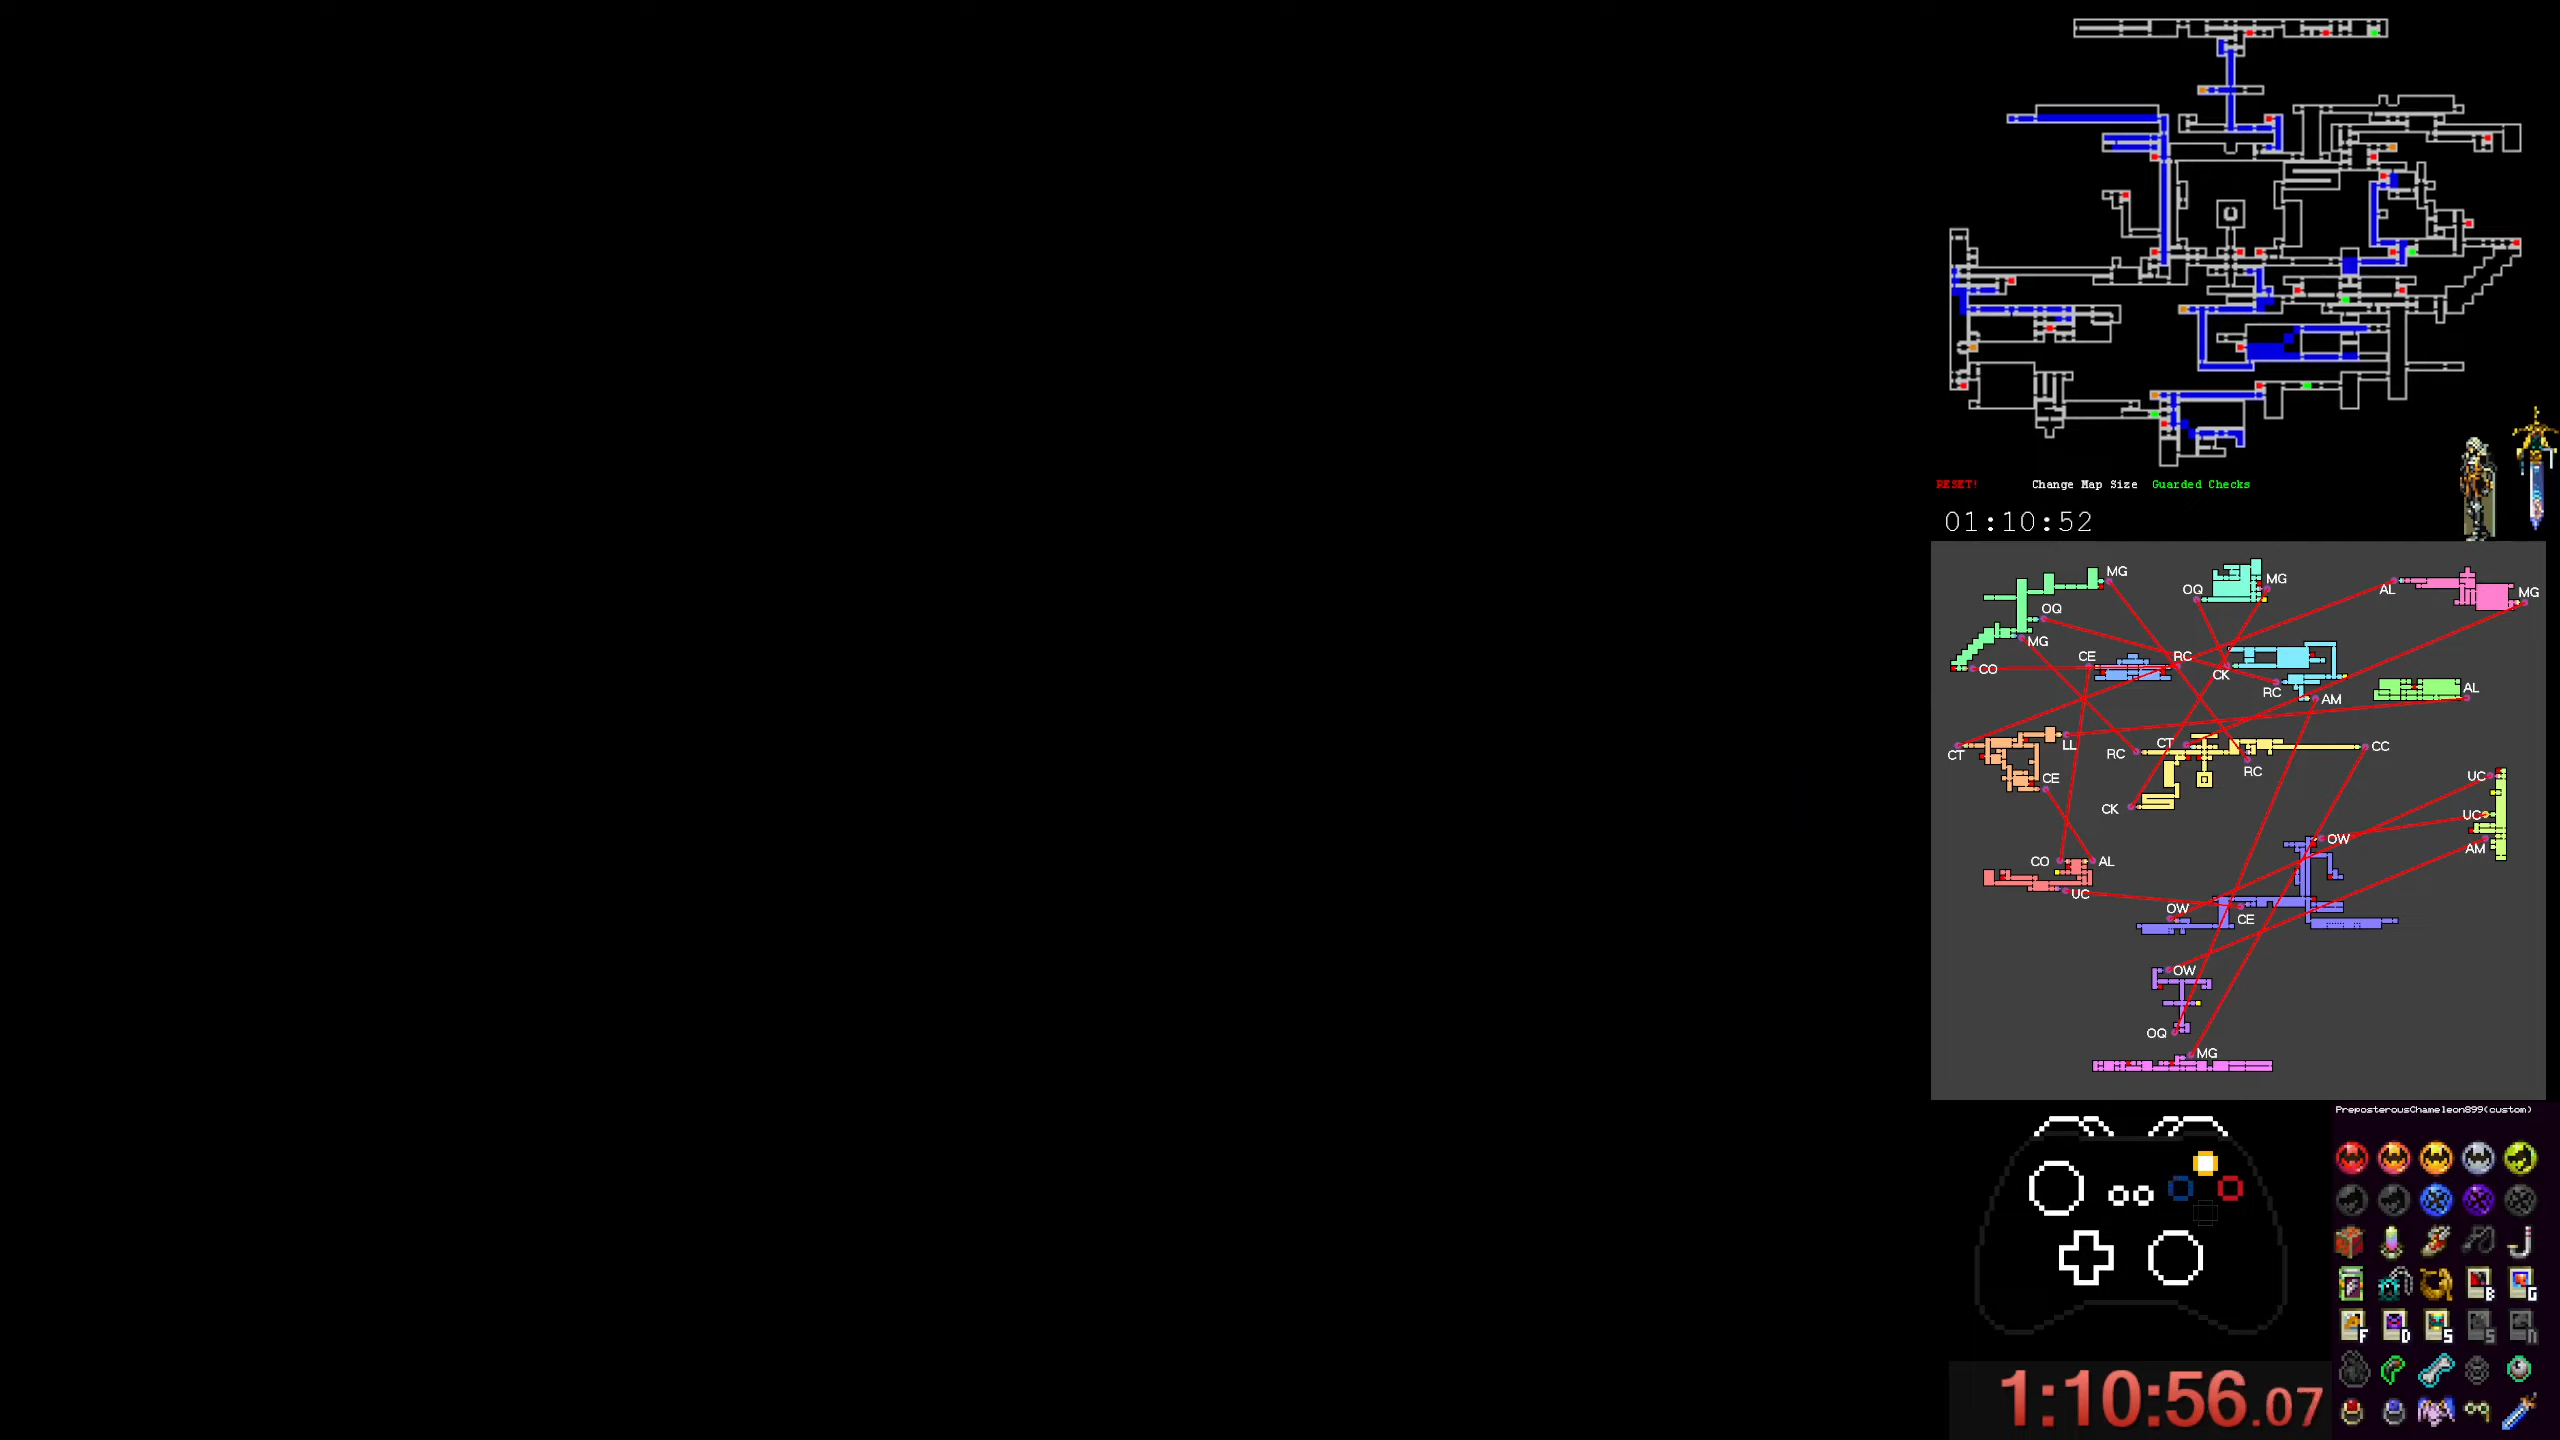 RESET! Change Map Size Guarded Checks
01:10:52
MG
MG
OQ
AL
MG
OQ
MG
CO
CE
RC
CK
RC
AM
AL
CT
LL
RC
CT
CC
RC
CE
UC
CK
UC
OW
AM
CO
AL
UC
OW
CE
OW
OQ
MG
PreposterousChameleon899(custom)
B
G
F
D
S
S
n
1:10:56.07